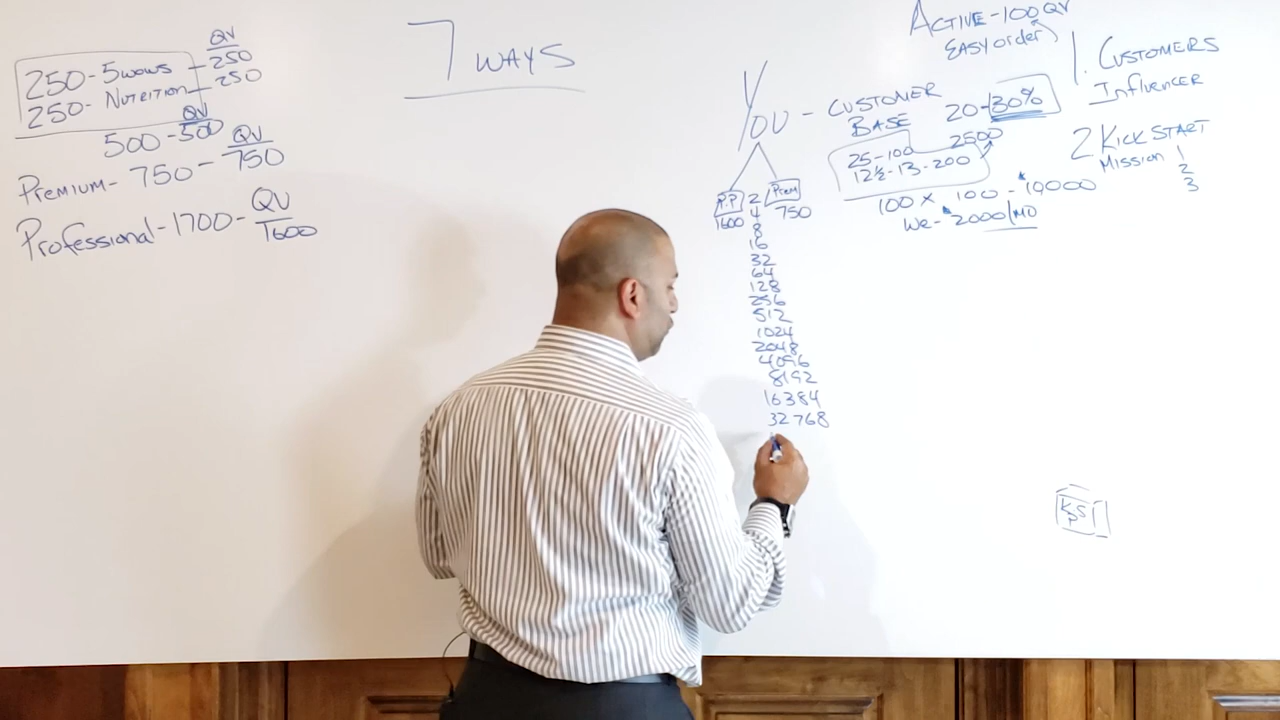 QV
250 - 5 WOWS - 250
250 - NUTRITION - 250
QV
500 - 500
QV
PREMIUM - 750 - 750
QV
Professional - 1700 - 1600
7 WAYS
YOU - CUSTOMER
BASE
P.P 2 Prem
1600 4 750
8
16
32
64
128
256
512
1024
2048
4096
8192
16384
32768
ACTIVE - 100 QV
EASY order
20 - 30%
2500
25 - 100
12½ - 13 - 200
100 x 100 - $10,000
We - $2000/MO
1. CUSTOMERS
Influencer
2. KICK START
Mission 1
2
3